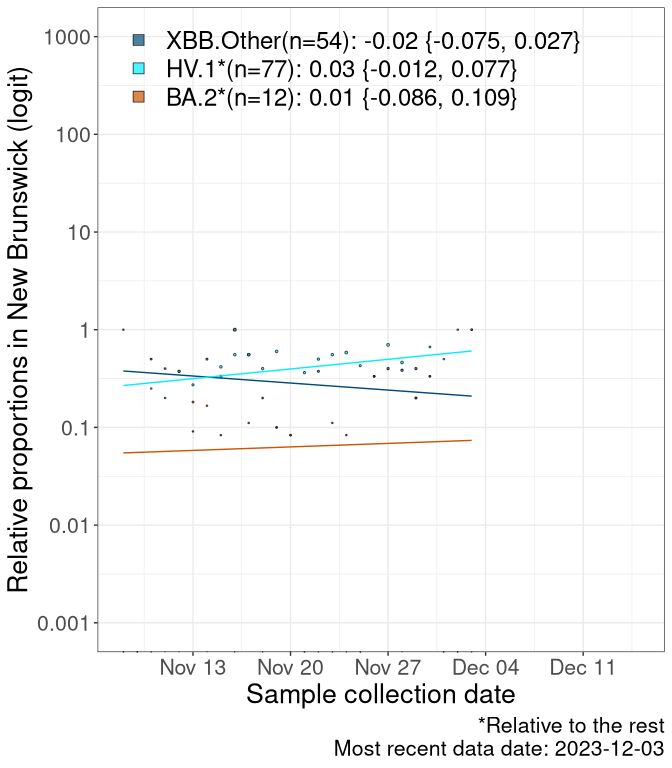 XBB.Other(n=54): -0.02 {-0.075, 0.027}
HV.1*(n=77): 0.03 {-0.012, 0.077}
BA.2*(n=12): 0.01 {-0.086, 0.109}
Relative proportions in New Brunswick (logit)
1000
100
10
1
0.1
0.01
0.001
Nov 13 Nov 20 Nov 27 Dec 04 Dec 11
Sample collection date
*Relative to the rest
Most recent data date: 2023-12-03